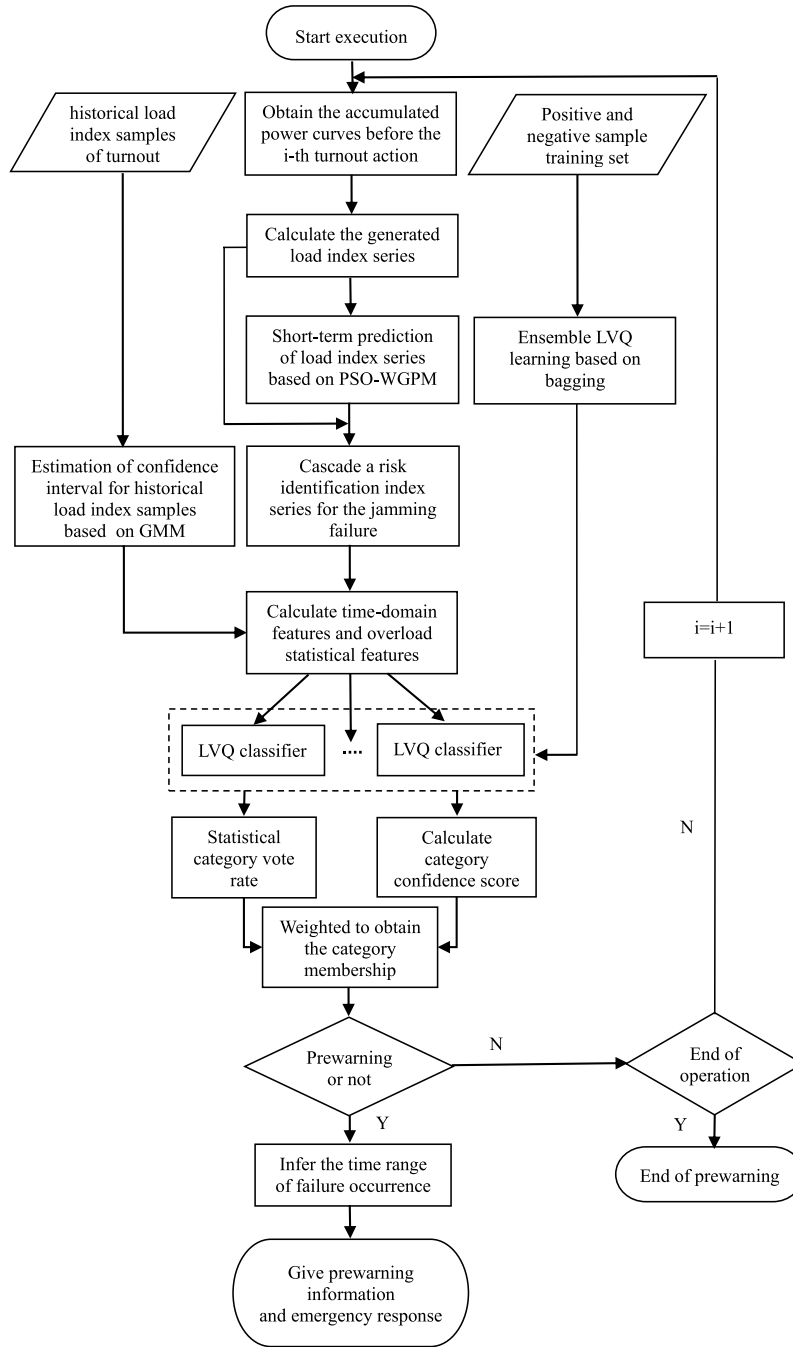 Start execution
historical load
index samples
of turnout
Obtain the accumulated
power curves before the
i-th turnout action
Positive and
negative sample
training set
Calculate the generated
load index series
Short-term prediction
of load index series
based on PSO-WGPM
Ensemble LVQ
learning based on
bagging
Estimation of confidence
interval for historical
load index samples
based on GMM
Cascade a risk
identification index
series for the jamming
failure
Calculate time-domain
features and overload
statistical features
i=i+1
LVQ classifier
....
LVQ classifier
Statistical
category vote
rate
Calculate
category
confidence score
N
Weighted to obtain
the category
membership
Prewarning
or not
N
End of
operation
Y
Y
Infer the time range
of failure occurrence
End of prewarning
Give prewarning
information
and emergency response